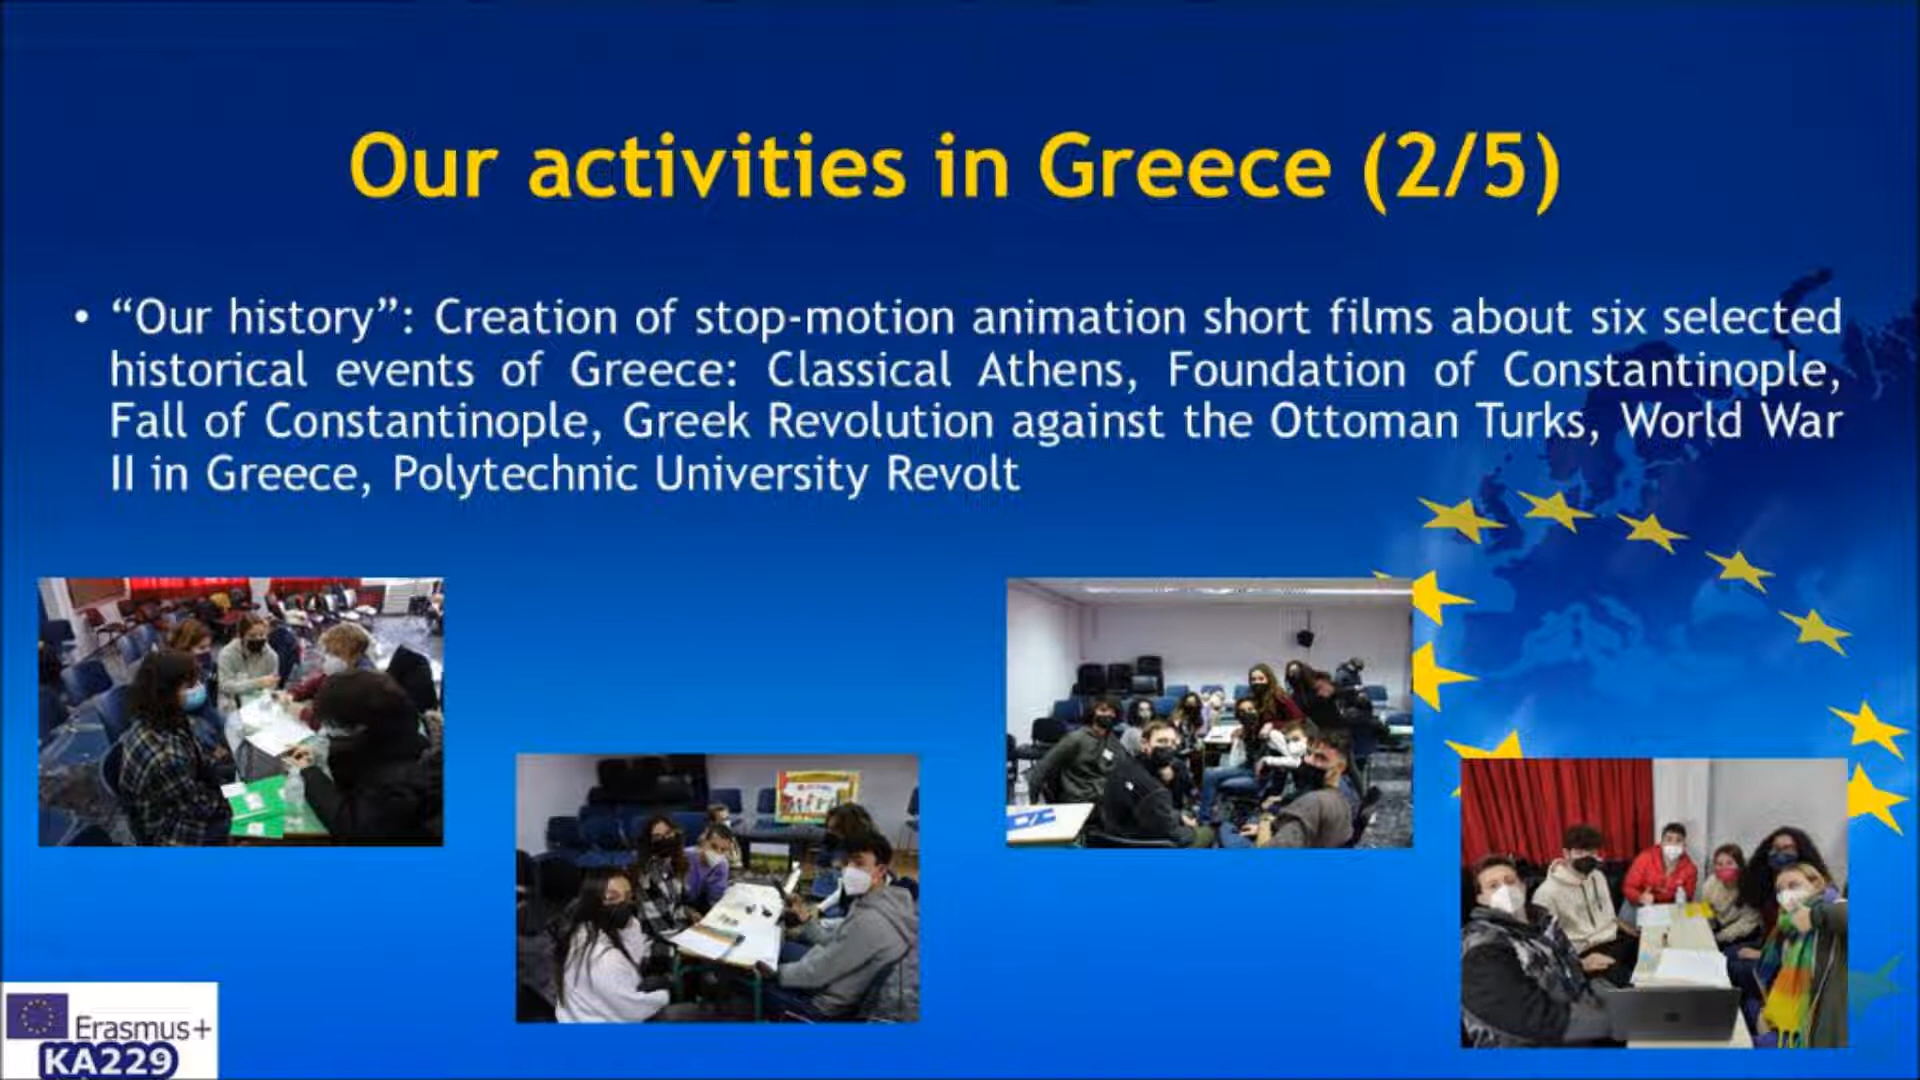 Our activities in Greece (2/5)
• “Our history”: Creation of stop-motion animation short films about six selected
historical events of Greece: Classical Athens, Foundation of Constantinople,
Fall of Constantinople, Greek Revolution against the Ottoman Turks, World War
II in Greece, Polytechnic University Revolt
Erasmus+
KA229